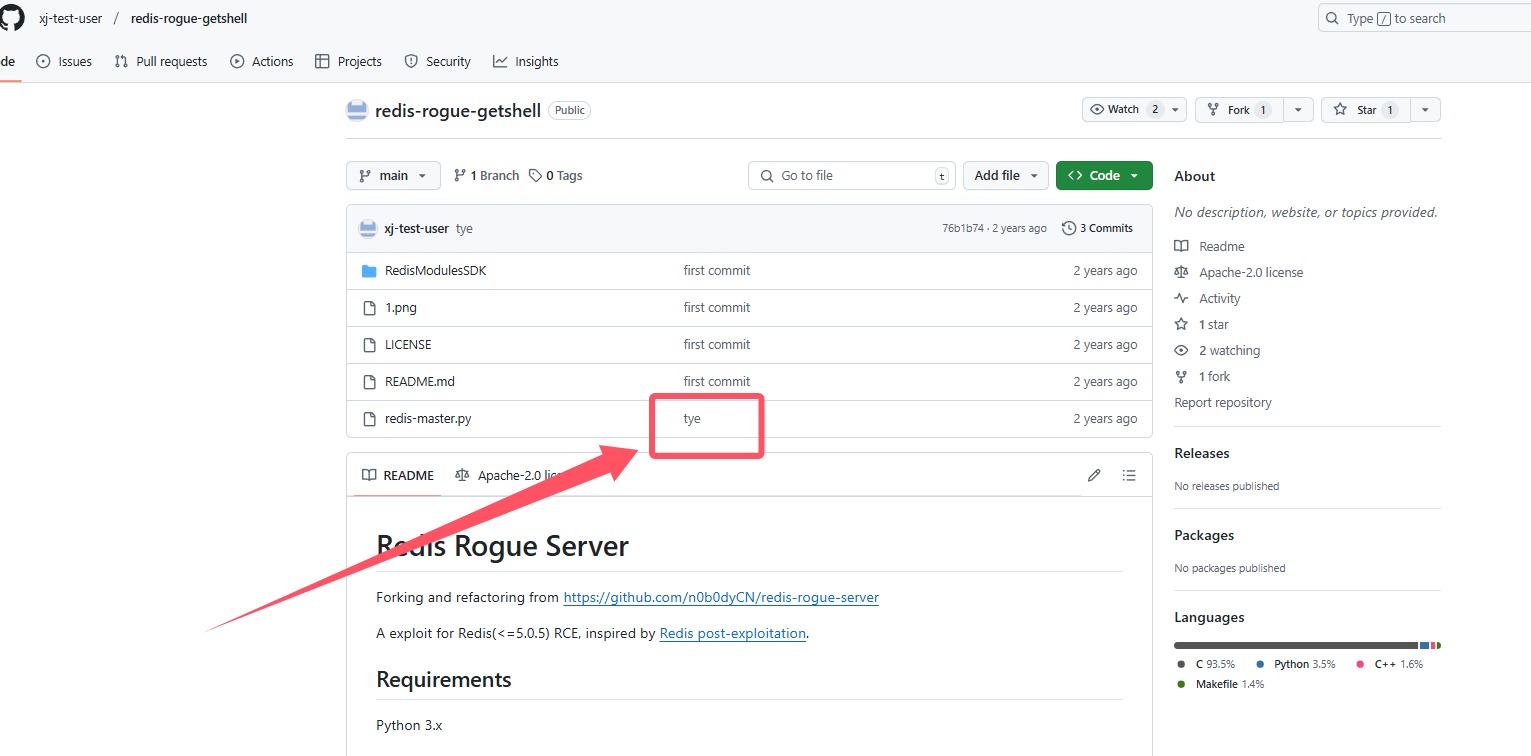 xj-test-user / redis-rogue-getshell
Type / to search
de Issues Pull requests Actions Projects Security Insights
redis-rogue-getshell Public
Watch 2 Fork 1 Star 1
main 1 Branch 0 Tags Go to file t Add file Code
xj-test-user tye 76b1b74 · 2 years ago 3 Commits
RedisModulesSDK first commit 2 years ago
1.png first commit 2 years ago
LICENSE first commit 2 years ago
README.md first commit 2 years ago
redis-master.py tye 2 years ago
README Apache-2.0 lic
Redis Rogue Server
Forking and refactoring from https://github.com/n0b0dyCN/redis-rogue-server
A exploit for Redis(<=5.0.5) RCE, inspired by Redis post-exploitation.
Requirements
Python 3.x
About
No description, website, or topics provided.
Readme
Apache-2.0 license
Activity
1 star
2 watching
1 fork
Report repository
Releases
No releases published
Packages
No packages published
Languages
C 93.5% Python 3.5% C++ 1.6%
Makefile 1.4%